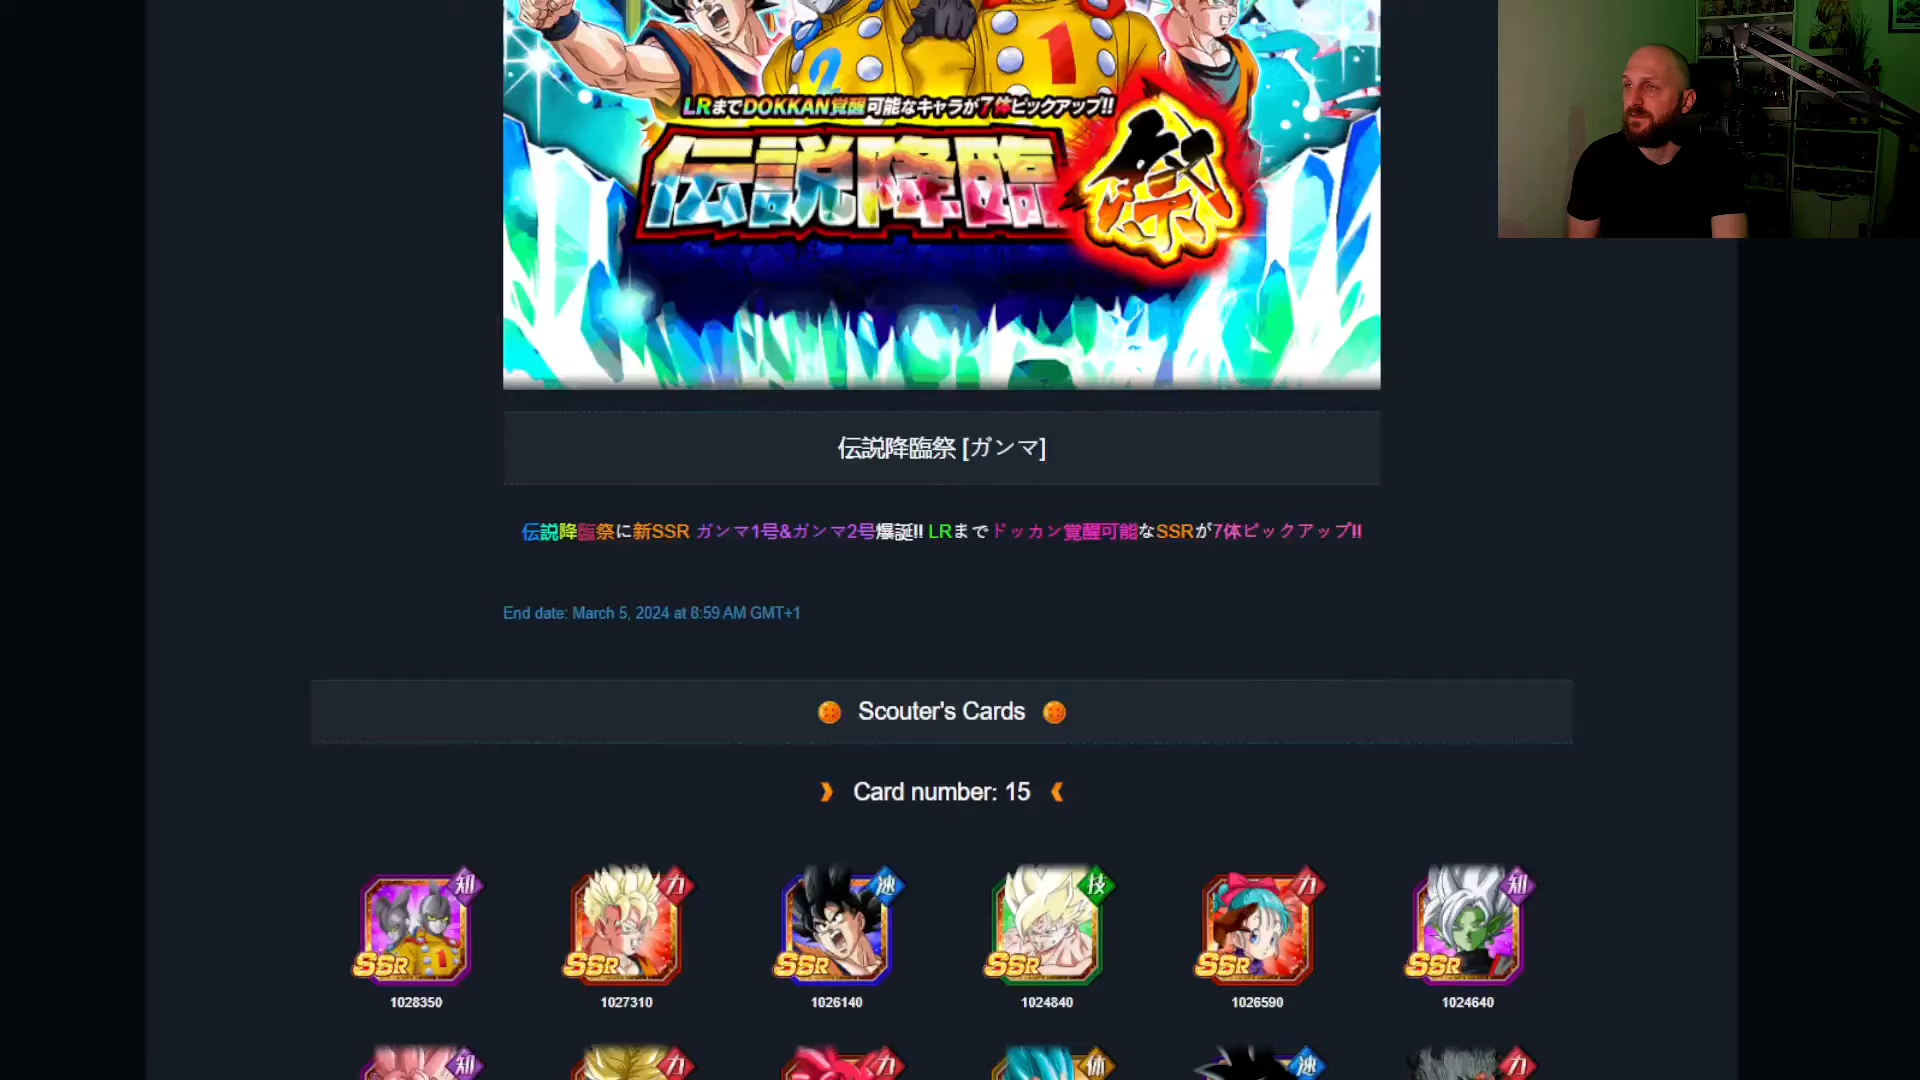 2
1
LRまでDOKKAN覚醒可能なキャラが7体ピックアップ!!
伝説降臨祭
伝説降臨祭 [ガンマ]
伝説降臨祭に新SSR ガンマ1号&ガンマ2号爆誕!! LRまでドッカン覚醒可能なSSRが7体ピックアップ!!
End date: March 5, 2024 at 8:59 AM GMT+1
Scouter's Cards
Card number: 15
知 力 速 技 力 知
1
SSR SSR SSR SSR SSR SSR
1028350 1027310 1026140 1024840 1026590 1024640
知 力 力 体 速 力